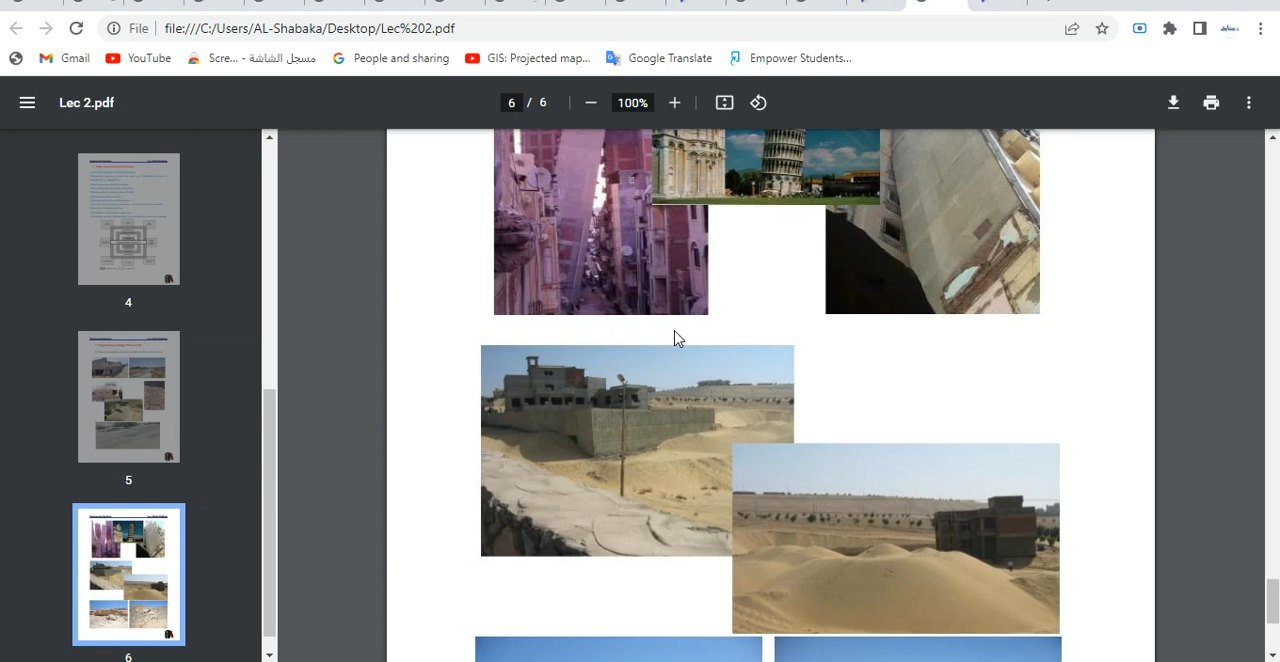 File file:///C:/Users/AL-Shabaka/Desktop/Lec%202.pdf
Gmail YouTube Scre... - مسجل الشاشة People and sharing GIS: Projected map... Google Translate Empower Students...
Lec 2.pdf 6 / 6 100%
4
5
6